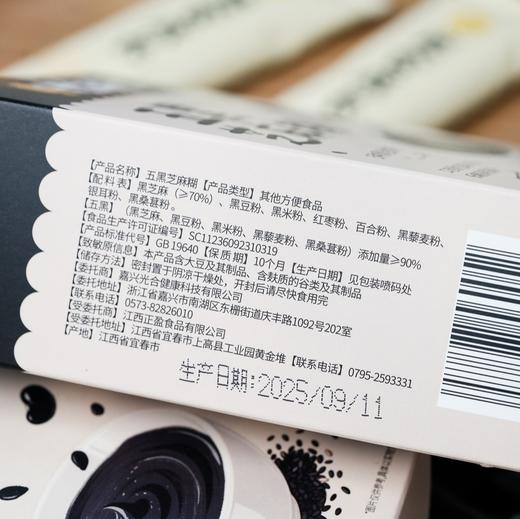 【产品名称】五黑芝麻糊【产品类型】其他方便食品
【配料表】黑芝麻（≥70%）、黑豆粉、黑米粉、红枣粉、百合粉、黑藜麦粉、
银耳粉、黑桑葚粉。
【五黑】（黑芝麻、黑豆粉、黑米粉、黑藜麦粉、黑桑葚粉）添加量≥90%
【食品生产许可证编号】SC11236092310319
【产品标准代号】GB 19640【保质期】10个月【生产日期】见包装喷码处
【致敏原信息】本产品含大豆及其制品、含麸质的谷类及其制品
【储存方法】密封置于阴凉干燥处，开封后请尽快食用完
【委托商】嘉兴光合健康科技有限公司
【委托地址】浙江省嘉兴市南湖区东栅街道庆丰路1092号202室
【联系电话】0573-82826010
【受委托商】江西正盈食品有限公司
【受委托地址】江西省宜春市上高县工业园黄金堆【联系电话】0795-2593331
【产地】江西省宜春市
生产日期:2025/09/11